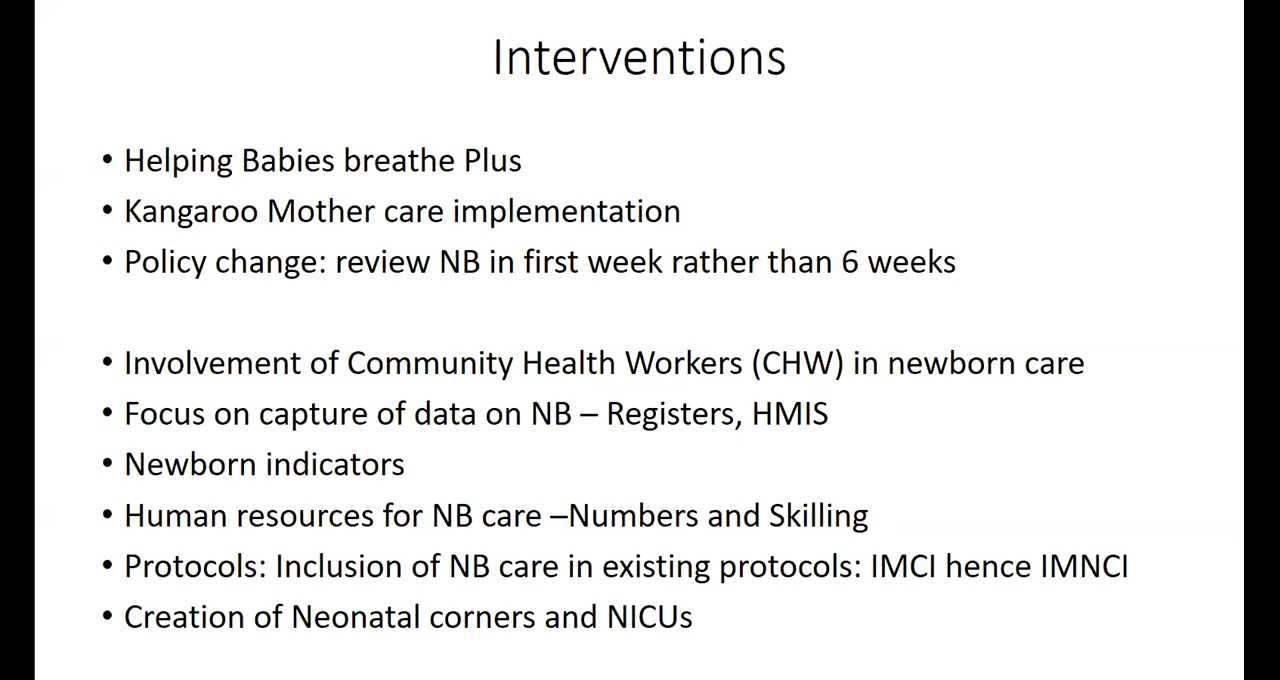 Interventions
• Helping Babies breathe Plus
• Kangaroo Mother care implementation
• Policy change: review NB in first week rather than 6 weeks
• Involvement of Community Health Workers (CHW) in newborn care
• Focus on capture of data on NB – Registers, HMIS
• Newborn indicators
• Human resources for NB care –Numbers and Skilling
• Protocols: Inclusion of NB care in existing protocols: IMCI hence IMNCI
• Creation of Neonatal corners and NICUs